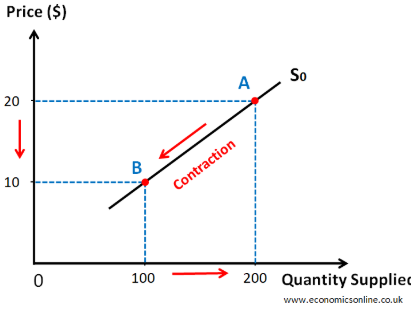 Price ($)
A
S0
20
Contraction
B
10
0
100
200
Quantity Supplied
www.economicsonline.co.uk